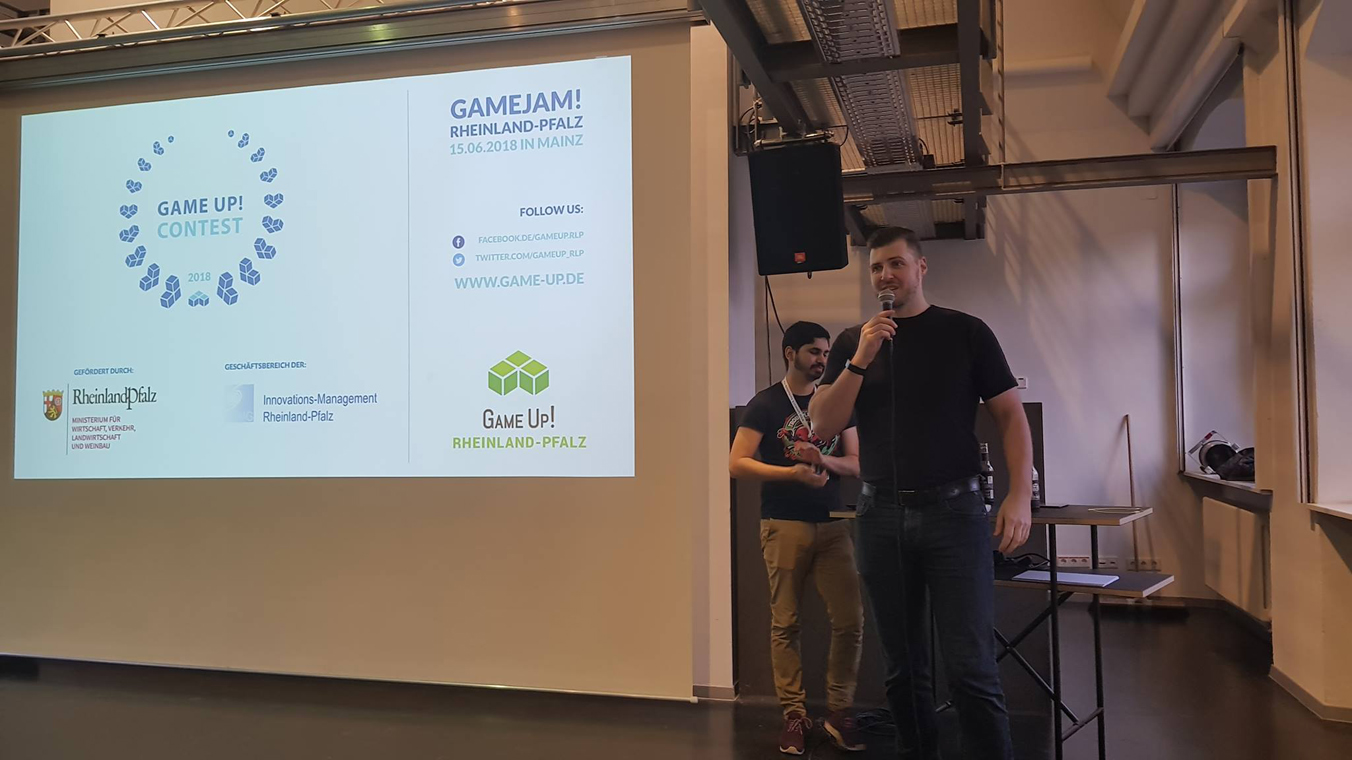 GAME UP!
CONTEST
2018
GEFÖRDERT DURCH:
RheinlandPfalz
MINISTERIUM FÜR
WIRTSCHAFT, VERKEHR,
LANDWIRTSCHAFT
UND WEINBAU
GESCHÄFTSBEREICH DER:
Innovations-Management
Rheinland-Pfalz
GAMEJAM!
RHEINLAND-PFALZ
15.06.2018 IN MAINZ
FOLLOW US:
FACEBOOK.DE/GAMEUP.RLP
TWITTER.COM/GAMEUP_RLP
WWW.GAME-UP.DE
GAME UP!
RHEINLAND-PFALZ